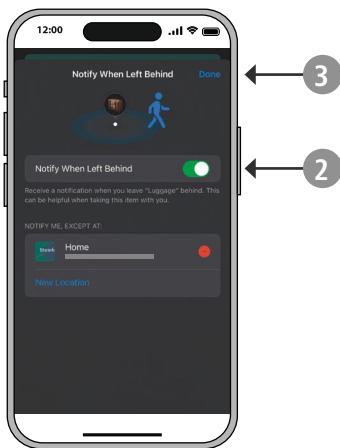 12:00
Notify When Left Behind
Done
3
Notify When Left Behind
2
Receive a notification when you leave "Luggage" behind. This
can be helpful when taking this item with you.
NOTIFY ME, EXCEPT AT:
Home
New Location